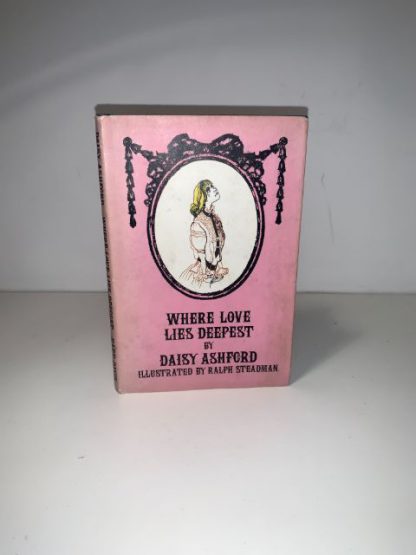 WHERE LOVE
LIES DEEPEST
BY
DAISY ASHFORD
ILLUSTRATED BY RALPH STEADMAN